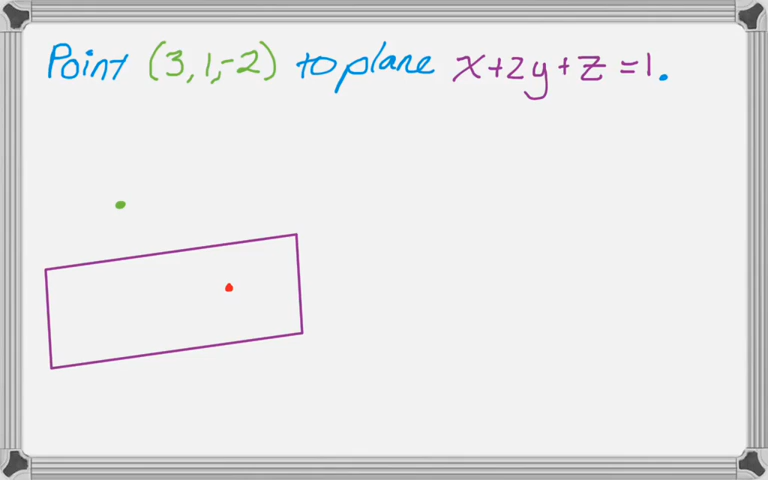 Point (3,1,-2) to plane x+2y+z=1.